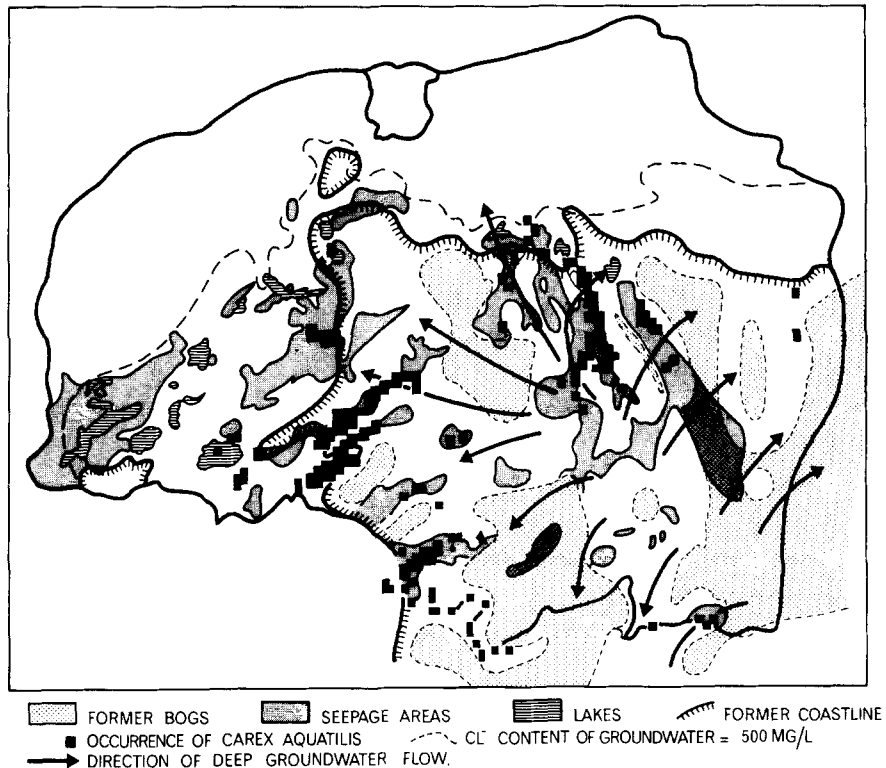 FORMER BOGS SEEPAGE AREAS LAKES FORMER COASTLINE
OCCURRENCE OF CAREX AQUATILIS CL⁻ CONTENT OF GROUNDWATER = 500 MG/L
DIRECTION OF DEEP GROUNDWATER FLOW.